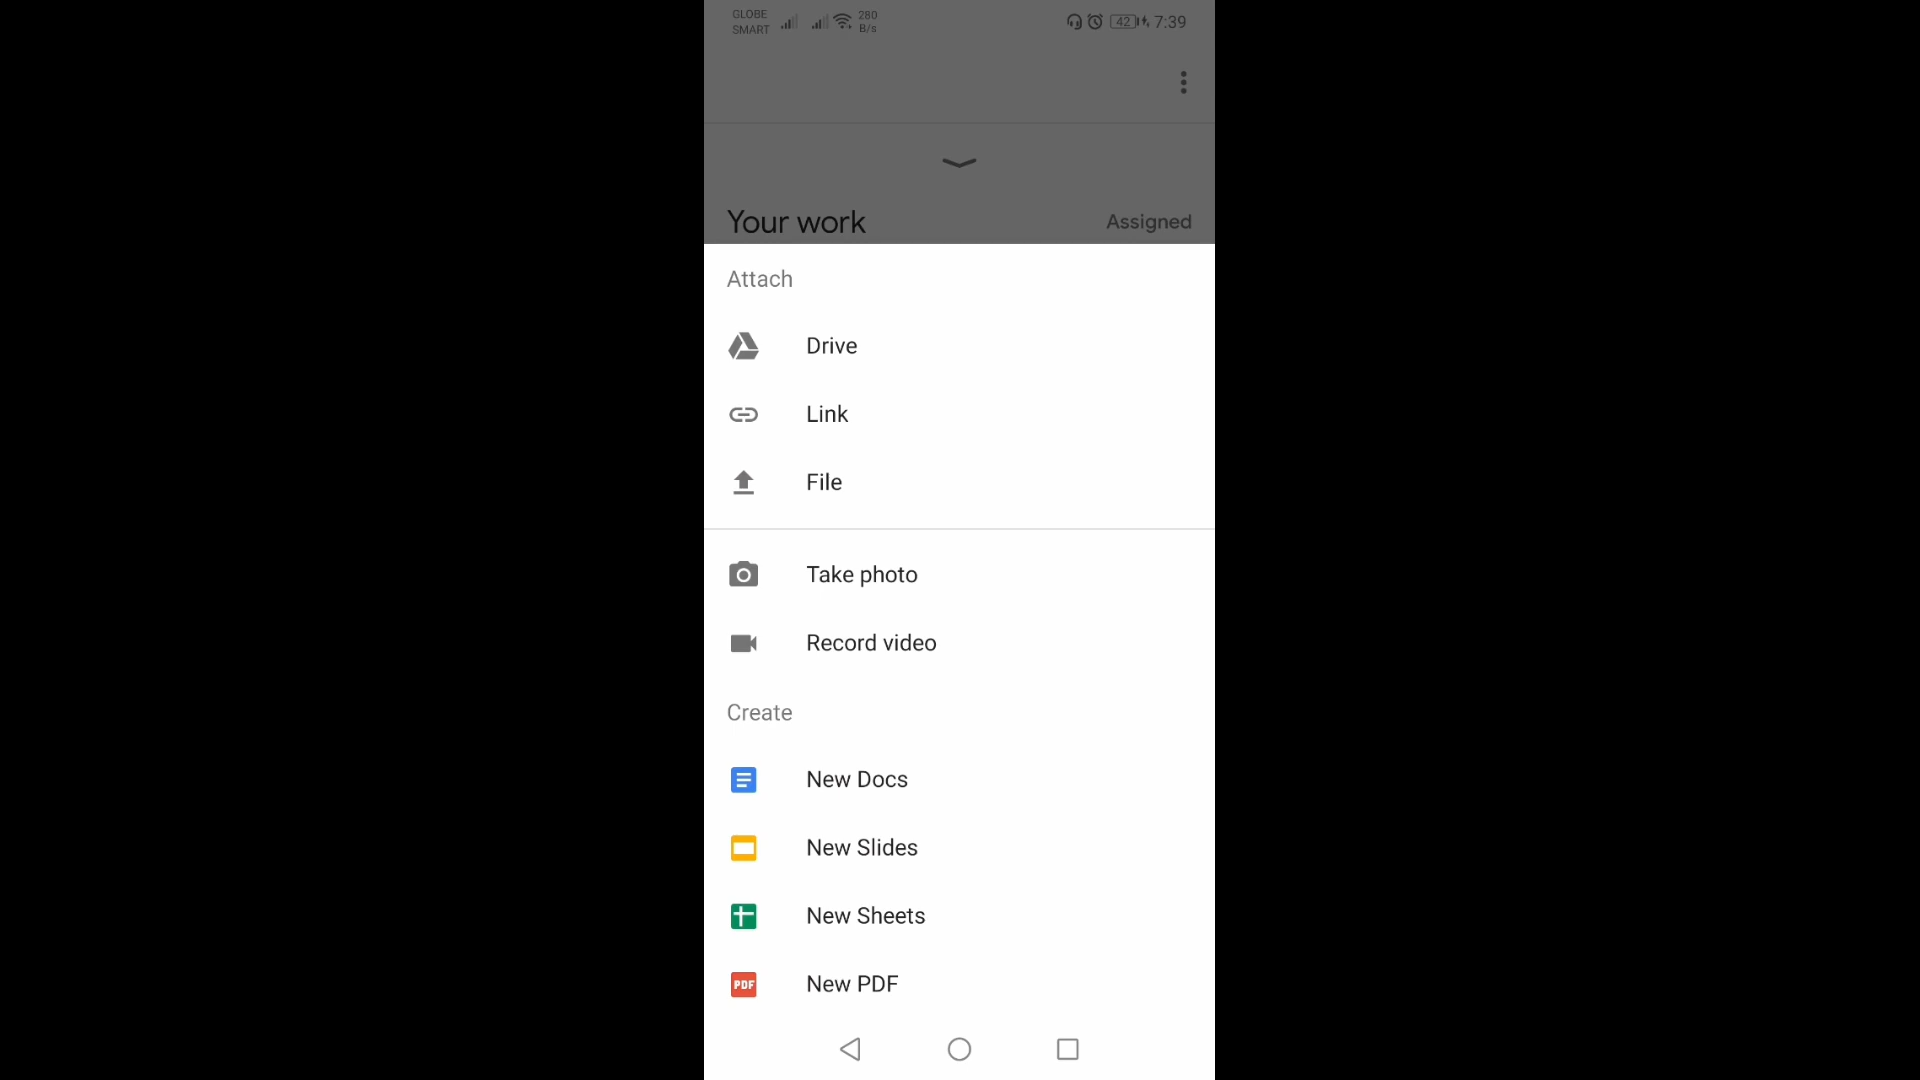 GLOBE
SMART
280
B/s
42
7:39
Your work
Assigned
Attach
Drive
Link
File
Take photo
Record video
Create
New Docs
New Slides
New Sheets
PDF
New PDF